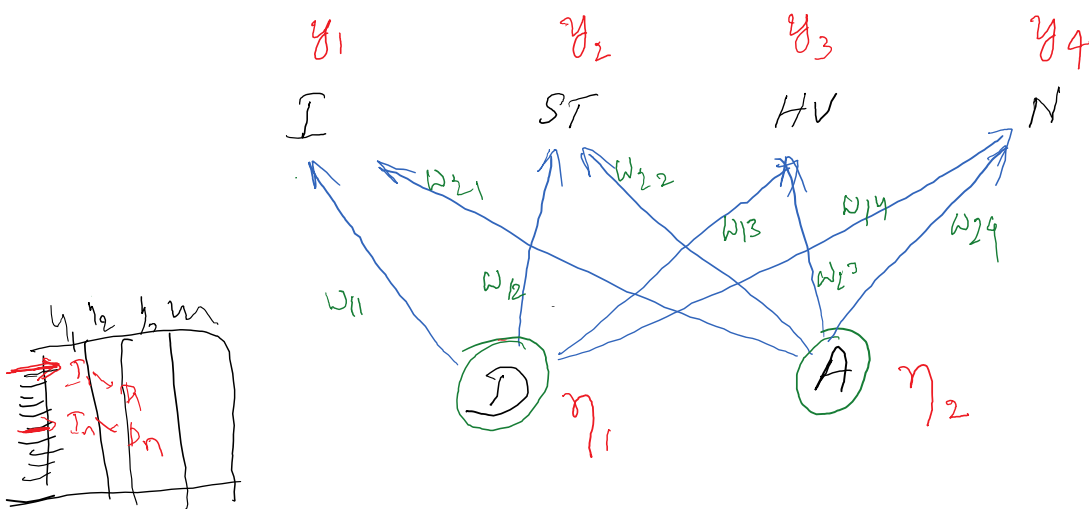 y1 y2 y3 y4
I ST HV N
w21 w22
w13 w14 w24
w11 w12 w23
D η1 A η2
y1 y2 y3
I1 D1
In Dn